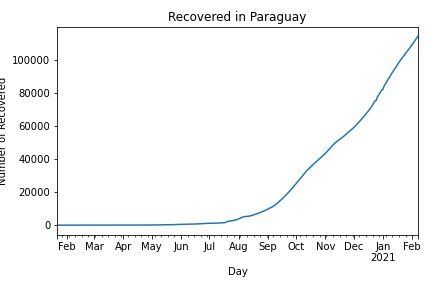 Recovered in Paraguay
Number of Recovered
100000
80000
60000
40000
20000
0
Feb Mar Apr May Jun Jul Aug Sep Oct Nov Dec Jan Feb
2021
Day